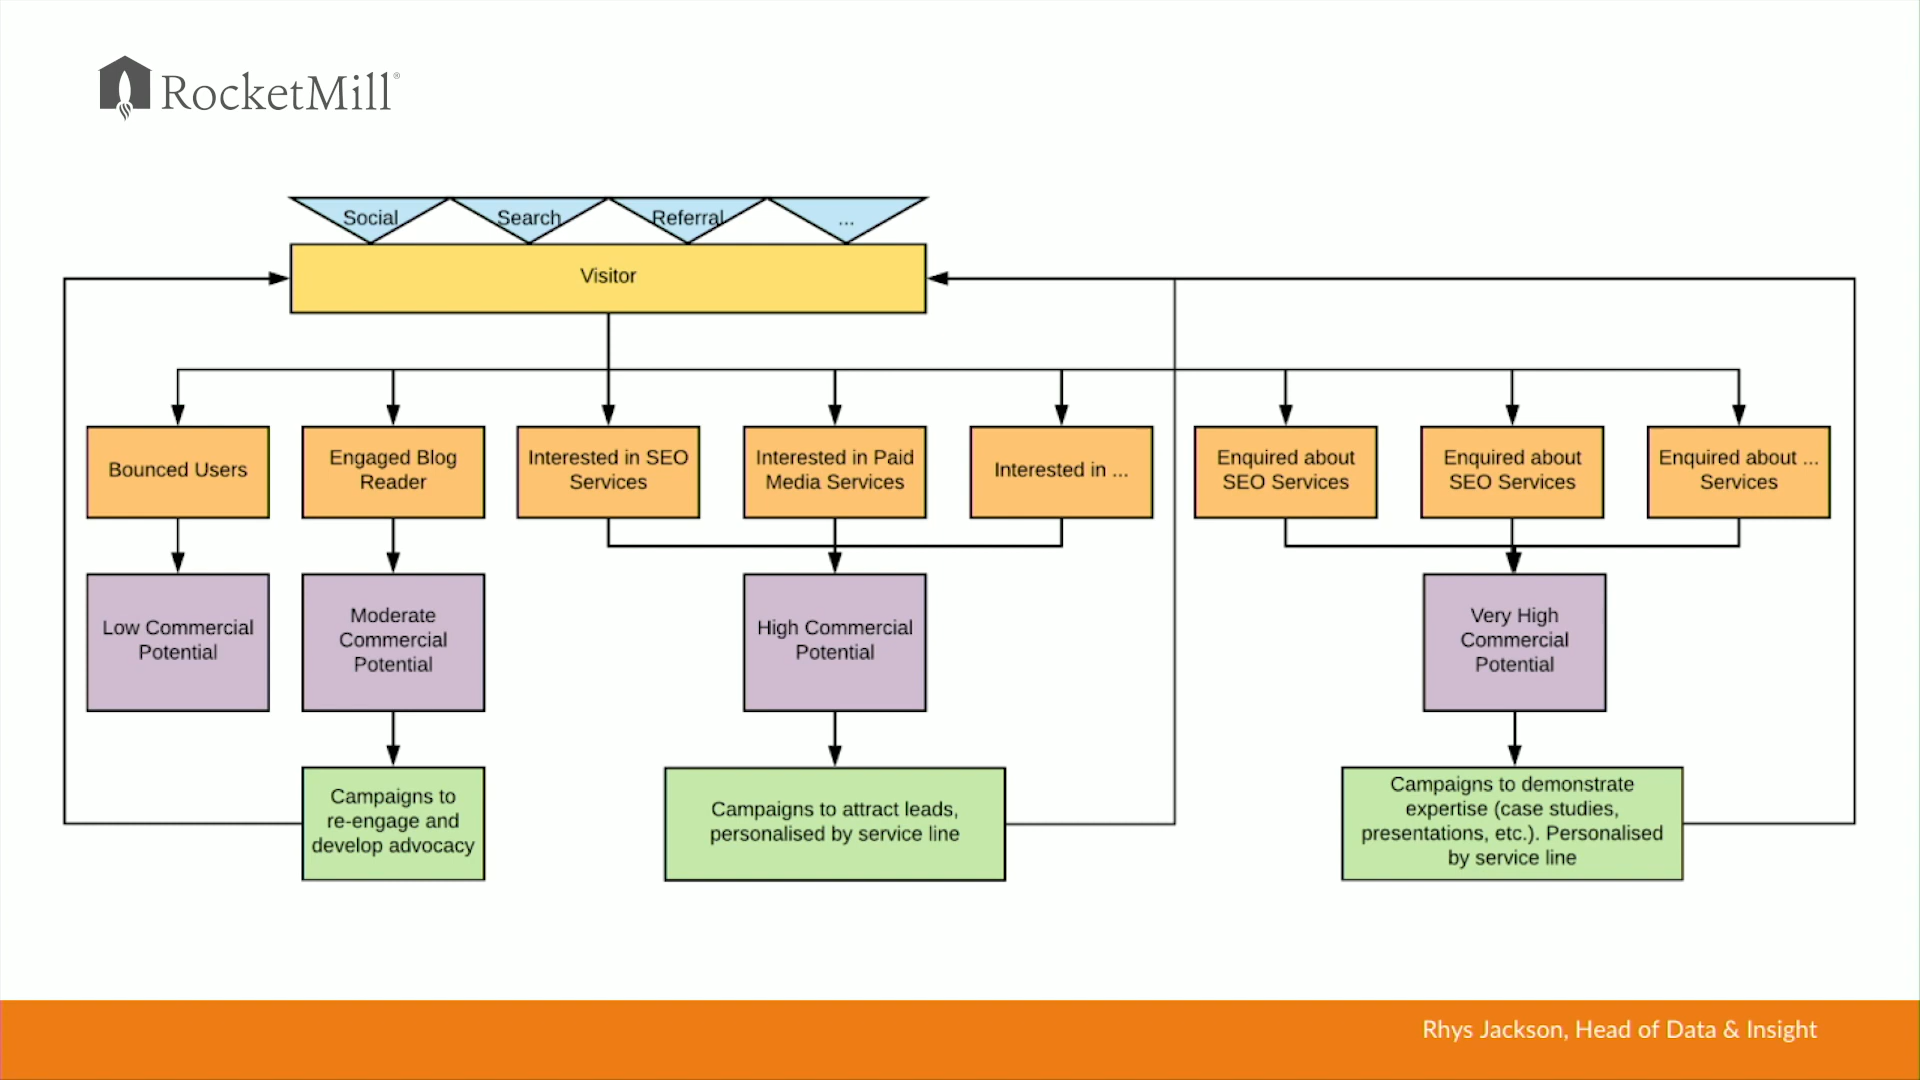 RocketMill®
Social
Search
Referral
...
Visitor
Bounced Users
Engaged Blog
Reader
Interested in SEO
Services
Interested in Paid
Media Services
Interested in ...
Enquired about
SEO Services
Enquired about
SEO Services
Enquired about ...
Services
Low Commercial
Potential
Moderate
Commercial
Potential
High Commercial
Potential
Very High
Commercial
Potential
Campaigns to
re-engage and
develop advocacy
Campaigns to attract leads,
personalised by service line
Campaigns to demonstrate
expertise (case studies,
presentations, etc.). Personalised
by service line
Rhys Jackson, Head of Data & Insight